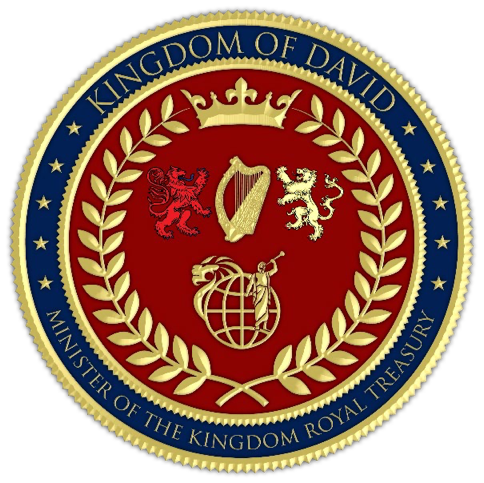 KINGDOM OF DAVID
MINISTER OF THE KINGDOM ROYAL TREASURY